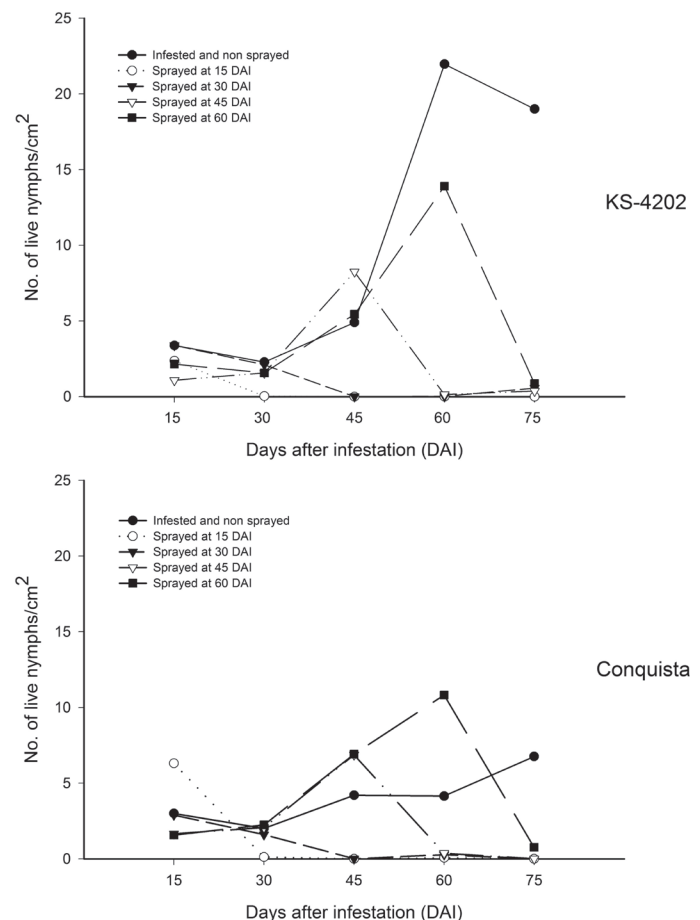 25
20
15
10
5
0
No. of live nymphs/cm2
Infested and non sprayed
Sprayed at 15 DAI
Sprayed at 30 DAI
Sprayed at 45 DAI
Sprayed at 60 DAI
KS-4202
15 30 45 60 75
Days after infestation (DAI)
25
20
15
10
5
0
No. of live nymphs/cm2
Infested and non sprayed
Sprayed at 15 DAI
Sprayed at 30 DAI
Sprayed at 45 DAI
Sprayed at 60 DAI
Conquista
15 30 45 60 75
Days after infestation (DAI)